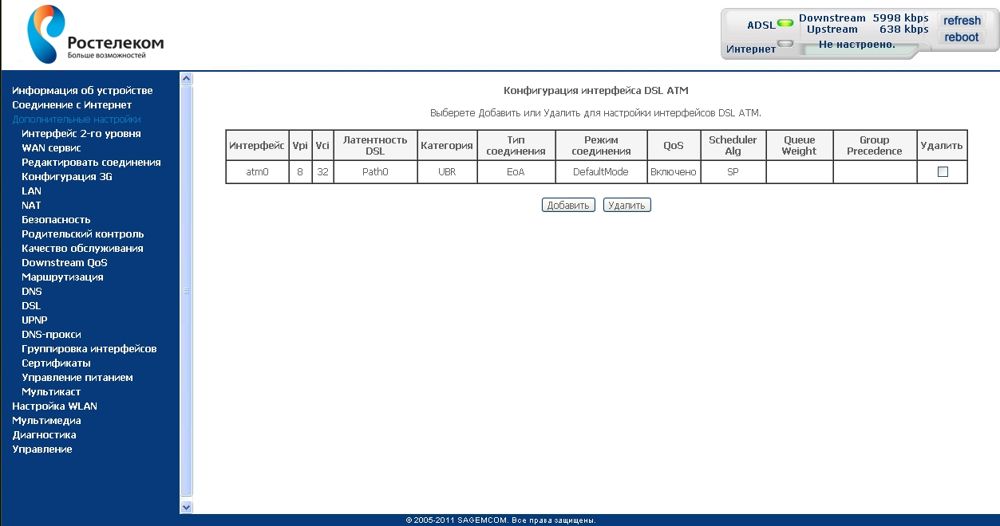 Ростелеком
Больше возможностей
ADSL
Downstream 5998 kbps
Upstream 638 kbps
refresh
reboot
Интернет
Не настроено.
Информация об устройстве
Соединение с Интернет
Дополнительные настройки
Интерфейс 2-го уровня
WAN сервис
Редактировать соединения
Конфигурация 3G
LAN
NAT
Безопасность
Родительский контроль
Качество обслуживания
Downstream QoS
Маршрутизация
DNS
DSL
UPNP
DNS-прокси
Группировка интерфейсов
Сертификаты
Управление питанием
Мультикаст
Настройка WLAN
Мультимедиа
Диагностика
Управление
Конфигурация интерфейса DSL ATM
Выберете Добавить или Удалить для настройки интерфейсов DSL ATM.
Интерфейс Vpi Vci Латентность DSL Категория Тип соединения Режим соединения QoS Scheduler Alg Queue Weight Group Precedence Удалить
atm0 8 32 Path0 UBR EoA DefaultMode Включено SP
Добавить Удалить
© 2005-2011 SAGEMCOM. Все права защищены.